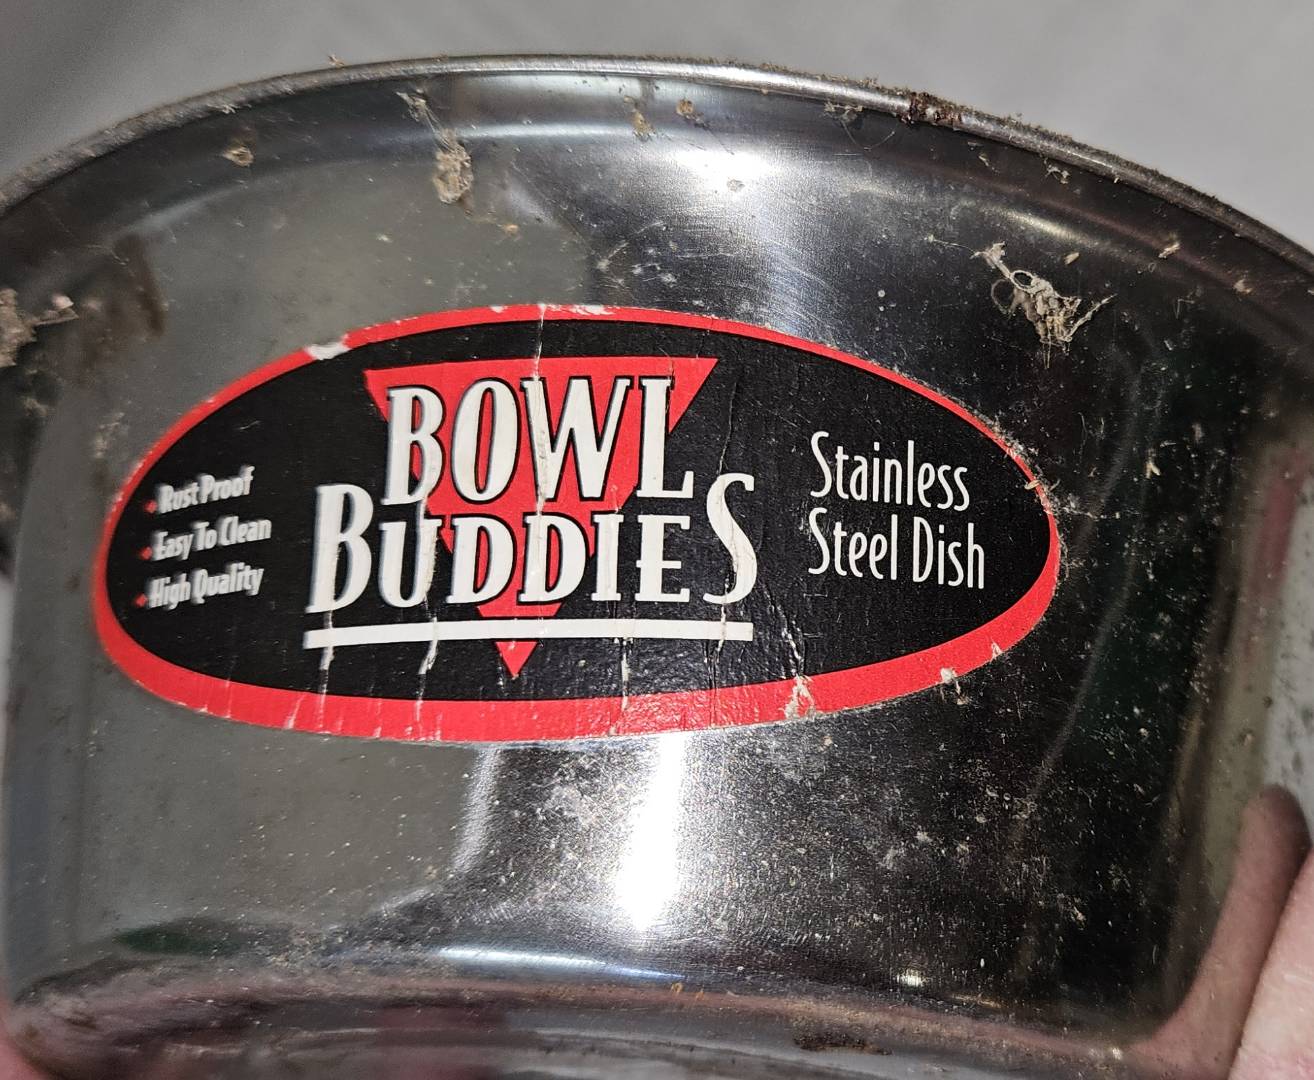 Rust Proof
Easy To Clean
High Quality
BOWL
BUDDIES
Stainless
Steel Dish